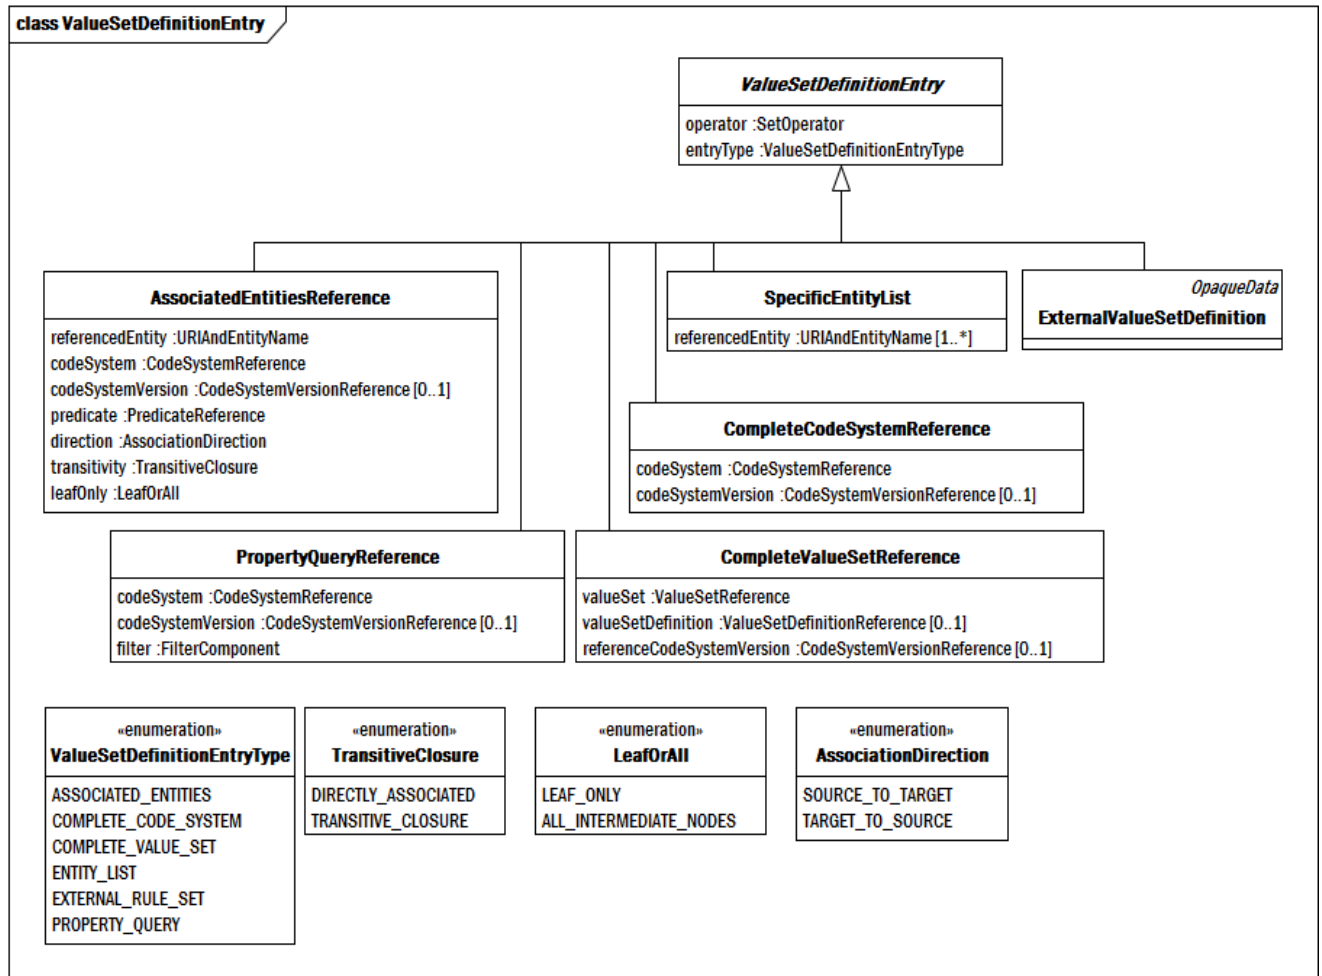 class ValueSetDefinitionEntry
ValueSetDefinitionEntry
operator :SetOperator
entryType :ValueSetDefinitionEntryType
AssociatedEntitiesReference
referencedEntity :URIAndEntityName
codeSystem :CodeSystemReference
codeSystemVersion :CodeSystemVersionReference [0..1]
predicate :PredicateReference
direction :AssociationDirection
transitivity :TransitiveClosure
leafOnly :LeafOrAll
SpecificEntityList
referencedEntity :URIAndEntityName [1..*]
OpaqueData
ExternalValueSetDefinition
CompleteCodeSystemReference
codeSystem :CodeSystemReference
codeSystemVersion :CodeSystemVersionReference [0..1]
PropertyQueryReference
codeSystem :CodeSystemReference
codeSystemVersion :CodeSystemVersionReference [0..1]
filter :FilterComponent
CompleteValueSetReference
valueSet :ValueSetReference
valueSetDefinition :ValueSetDefinitionReference [0..1]
referenceCodeSystemVersion :CodeSystemVersionReference [0..1]
«enumeration»
ValueSetDefinitionEntryType
ASSOCIATED_ENTITIES
COMPLETE_CODE_SYSTEM
COMPLETE_VALUE_SET
ENTITY_LIST
EXTERNAL_RULE_SET
PROPERTY_QUERY
«enumeration»
TransitiveClosure
DIRECTLY_ASSOCIATED
TRANSITIVE_CLOSURE
«enumeration»
LeafOrAll
LEAF_ONLY
ALL_INTERMEDIATE_NODES
«enumeration»
AssociationDirection
SOURCE_TO_TARGET
TARGET_TO_SOURCE